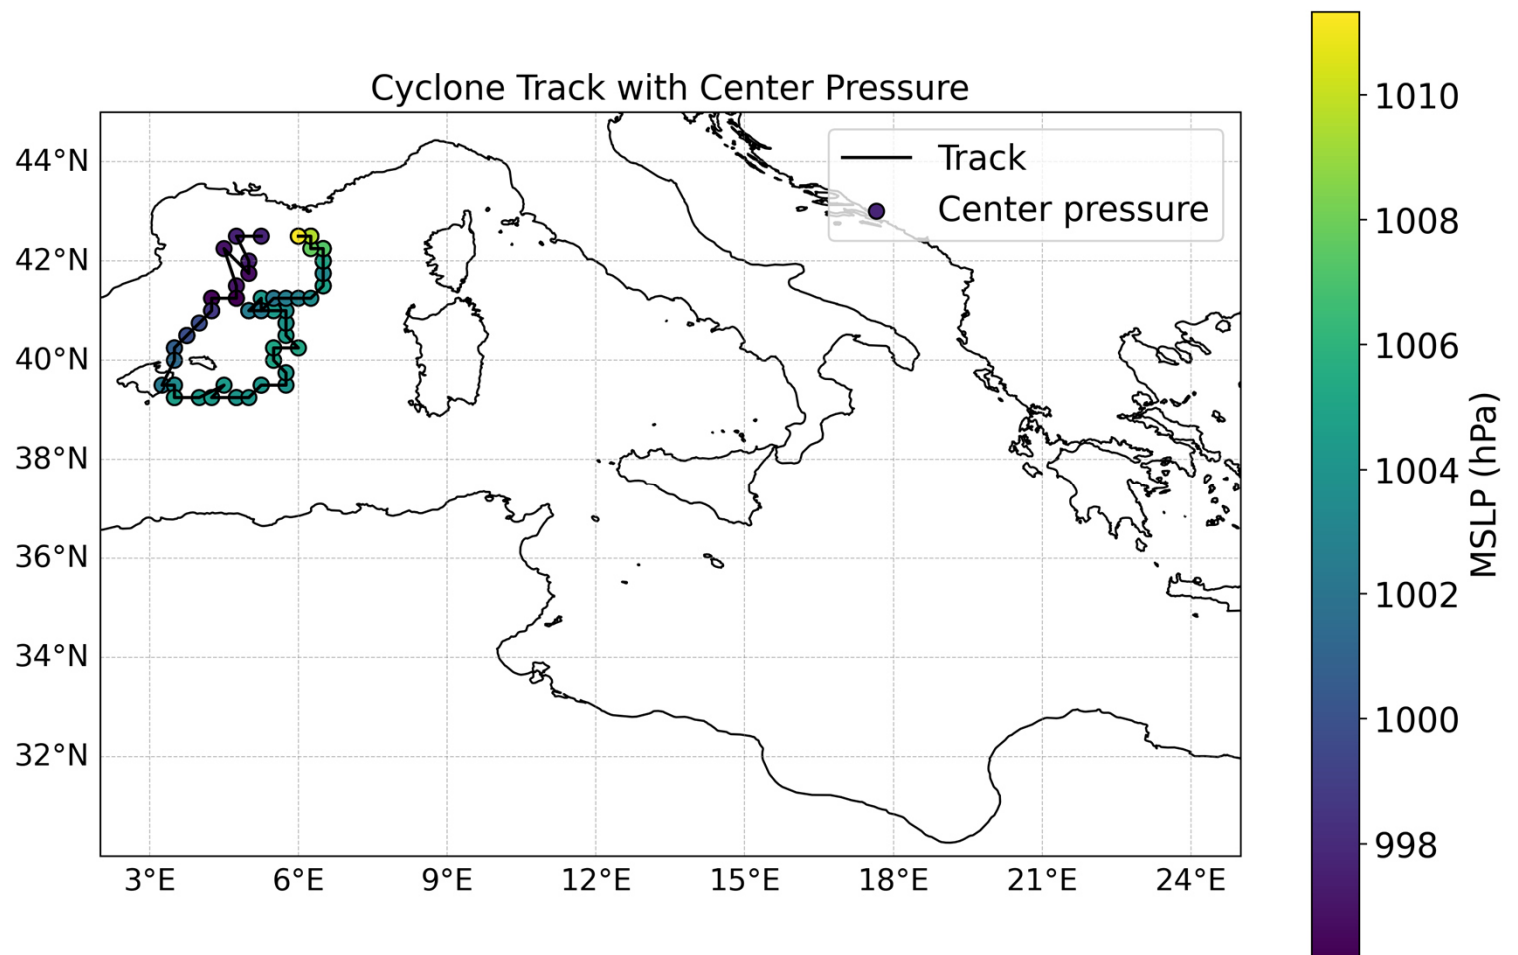 Cyclone Track with Center Pressure
Track
Center pressure
44°N
42°N
40°N
38°N
36°N
34°N
32°N
3°E
6°E
9°E
12°E
15°E
18°E
21°E
24°E
1010
1008
1006
1004
1002
1000
998
MSLP (hPa)